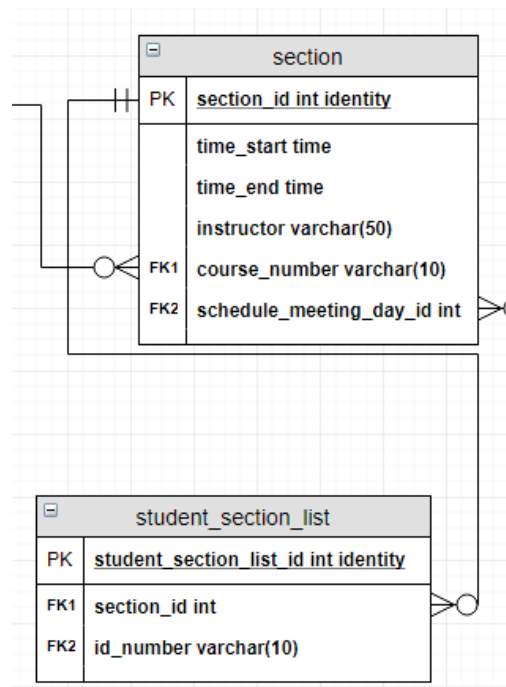 section
PK section_id int identity
time_start time
time_end time
instructor varchar(50)
FK1 course_number varchar(10)
FK2 schedule_meeting_day_id int
student_section_list
PK student_section_list_id int identity
FK1 section_id int
FK2 id_number varchar(10)